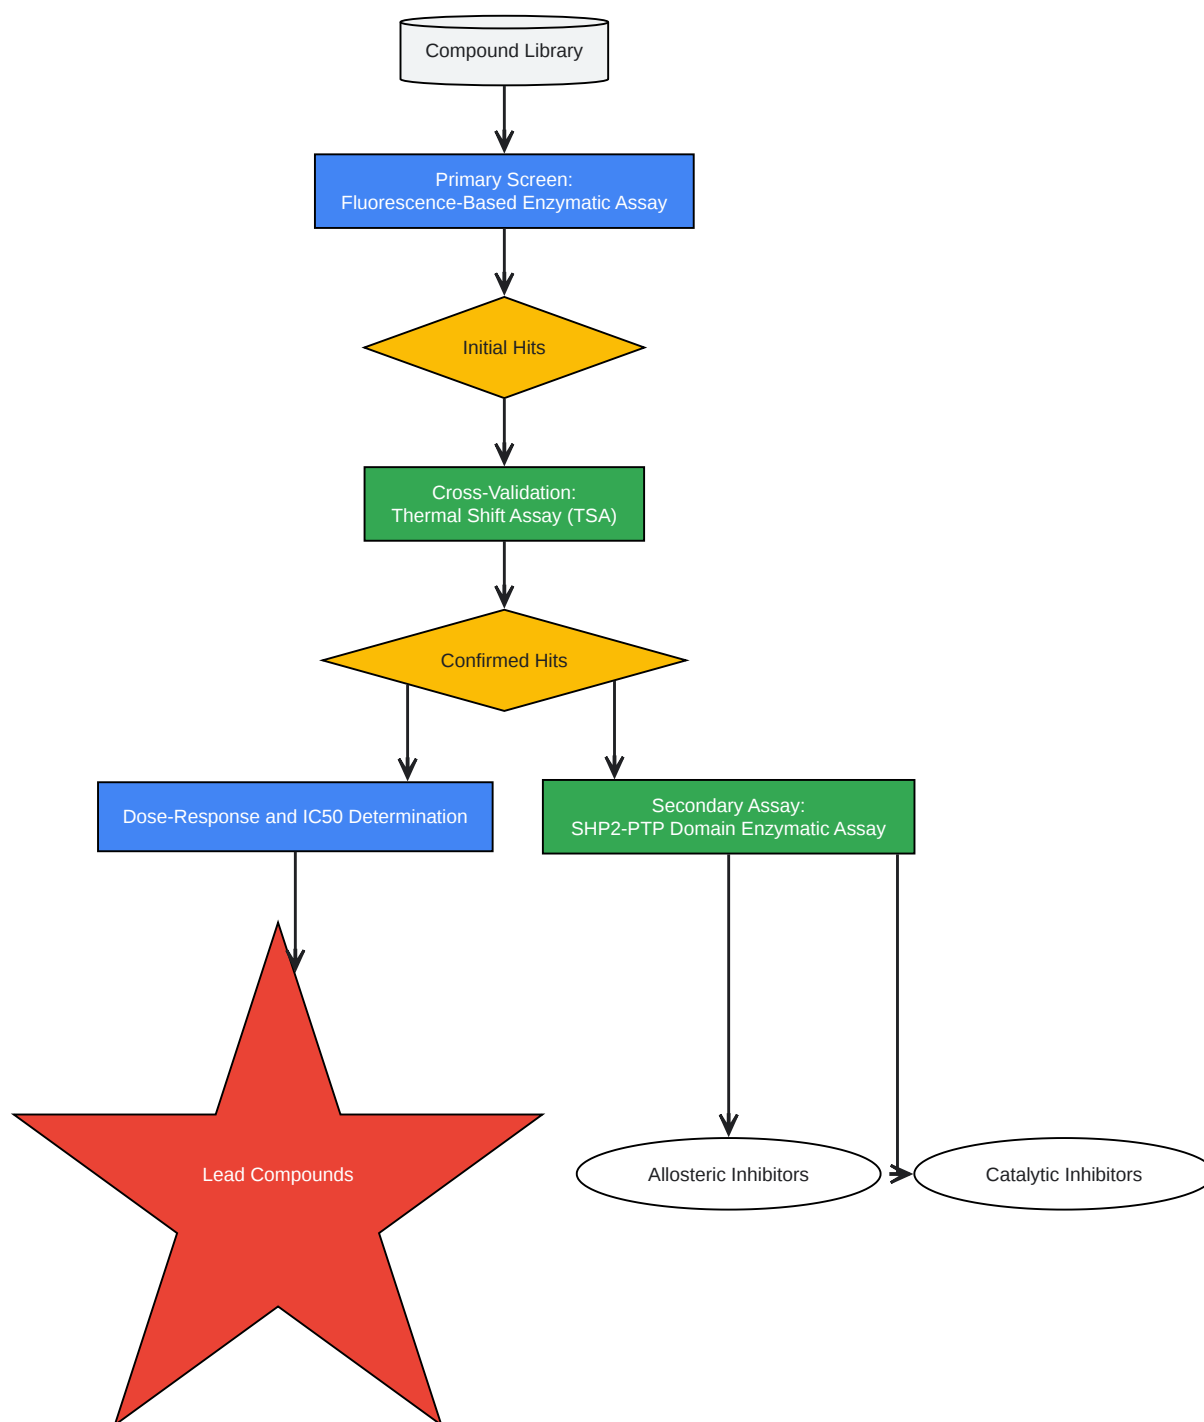 Compound Library
Primary Screen:
Fluorescence-Based Enzymatic Assay
Initial Hits
Cross-Validation:
Thermal Shift Assay (TSA)
Confirmed Hits
Dose-Response and IC50 Determination
Secondary Assay:
SHP2-PTP Domain Enzymatic Assay
Lead Compounds
Allosteric Inhibitors
Catalytic Inhibitors